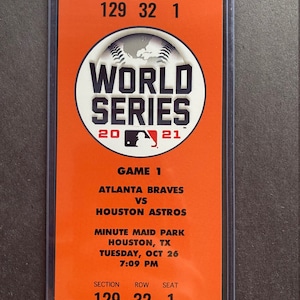 129 32 1
WORLD
SERIES
20 21
GAME 1
ATLANTA BRAVES
VS
HOUSTON ASTROS
MINUTE MAID PARK
HOUSTON, TX
TUESDAY, OCT 26
7:09 PM
SECTION ROW SEAT
129 32 1